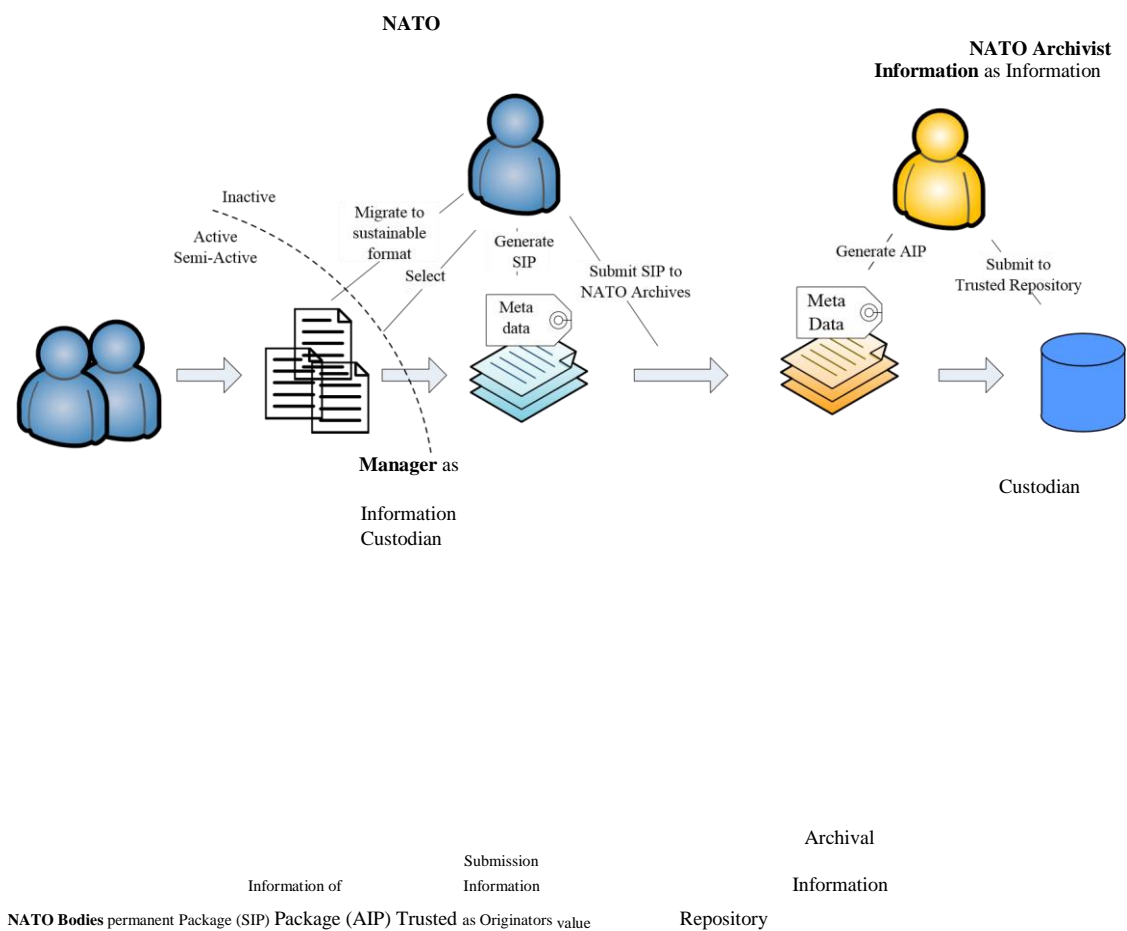 NATO
NATO Archivist
Information as Information
Inactive
Active
Semi-Active
Migrate to
sustainable
format
Select
Generate
SIP
Submit SIP to
NATO Archives
Generate AIP
Submit to
Trusted Repository
Meta
data
Meta
Data
Manager as
Information
Custodian
Custodian
Archival
Submission
Information of
Information
Information
NATO Bodies permanent Package (SIP) Package (AIP) Trusted as Originators value
Repository